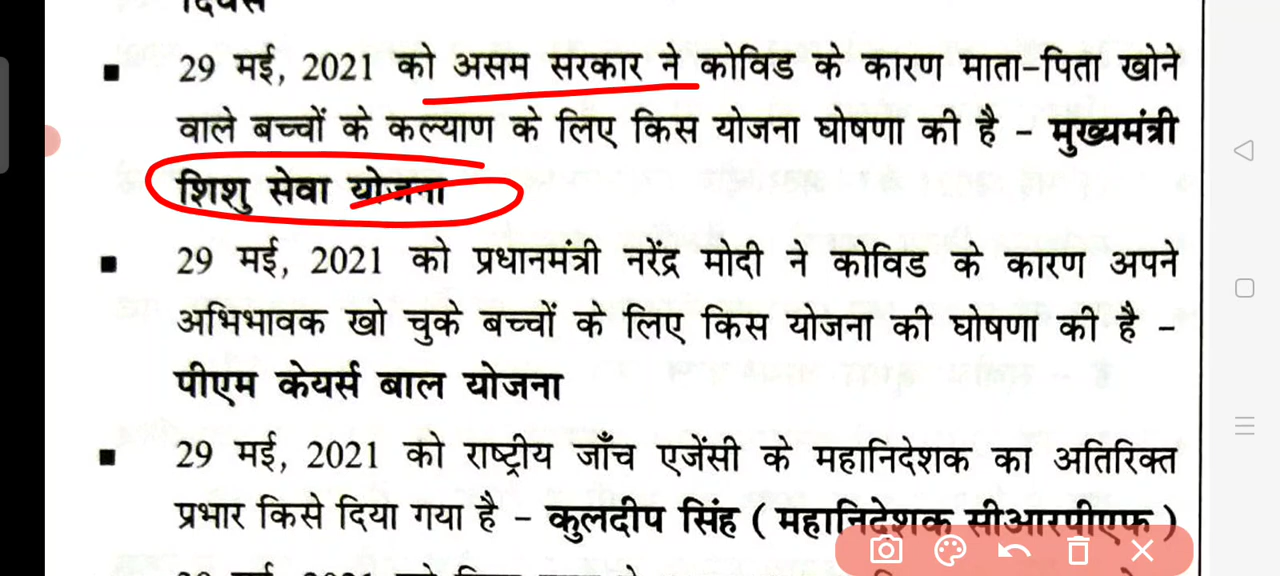 दिवस
■ 29 मई, 2021 को असम सरकार ने कोविड के कारण माता-पिता खोने
वाले बच्चों के कल्याण के लिए किस योजना घोषणा की है – मुख्यमंत्री
शिशु सेवा योजना
■ 29 मई, 2021 को प्रधानमंत्री नरेंद्र मोदी ने कोविड के कारण अपने
अभिभावक खो चुके बच्चों के लिए किस योजना की घोषणा की है –
पीएम केयर्स बाल योजना
■ 29 मई, 2021 को राष्ट्रीय जाँच एजेंसी के महानिदेशक का अतिरिक्त
प्रभार किसे दिया गया है – कुलदीप सिंह ( महानिदेशक सीआरपीएफ )